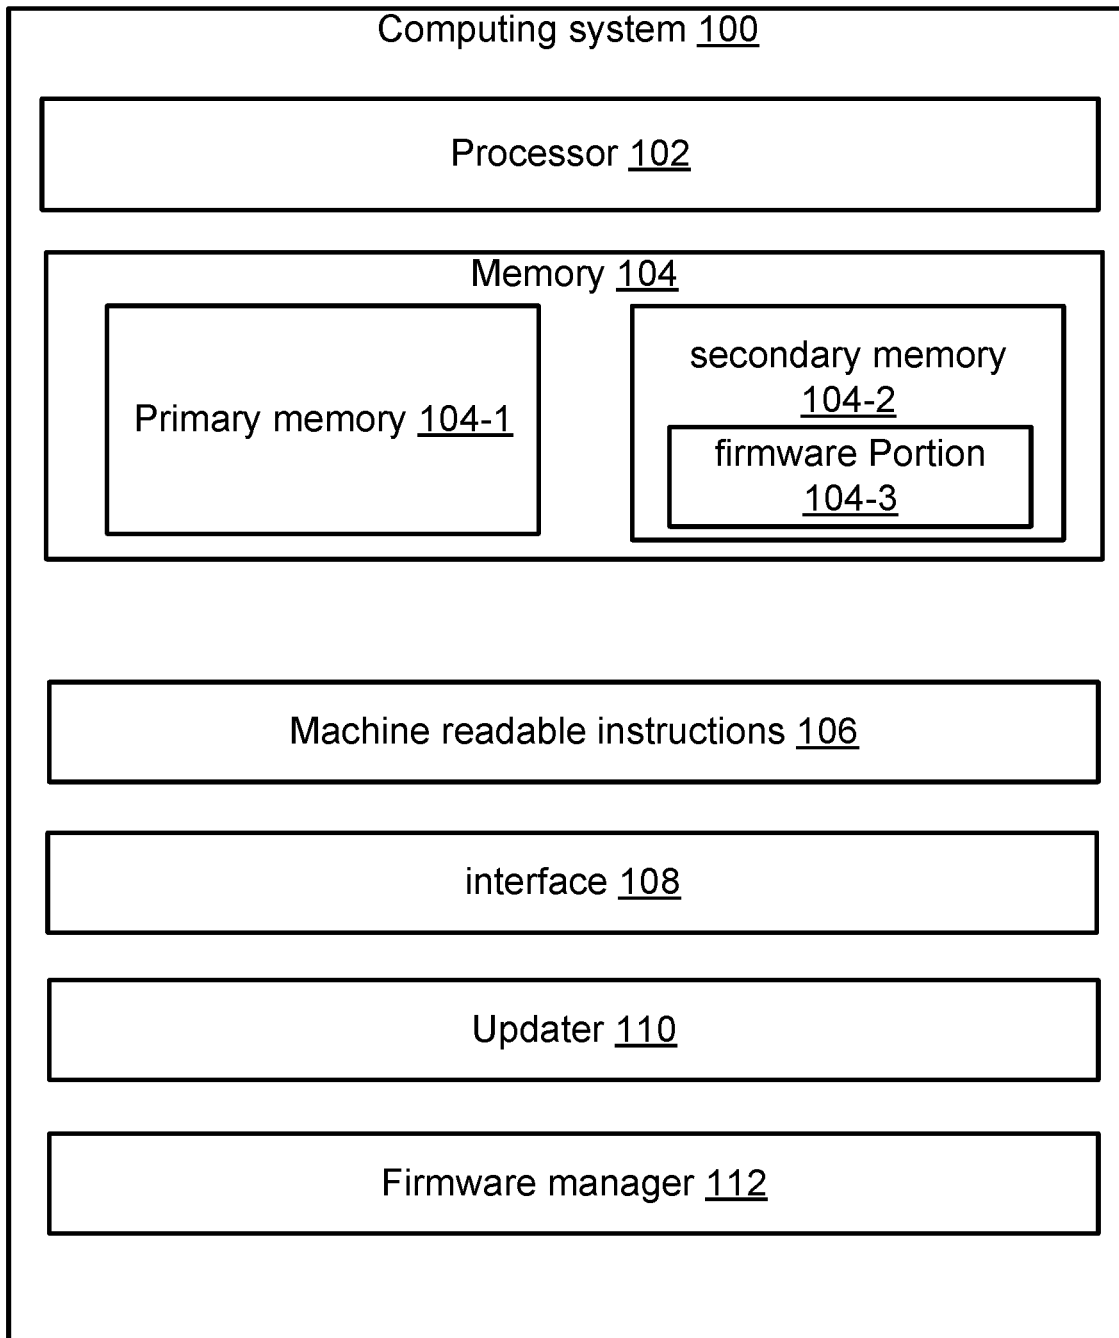 Computing system 100
Processor 102
Memory 104
Primary memory 104-1
secondary memory
104-2
firmware Portion
104-3
Machine readable instructions 106
interface 108
Updater 110
Firmware manager 112